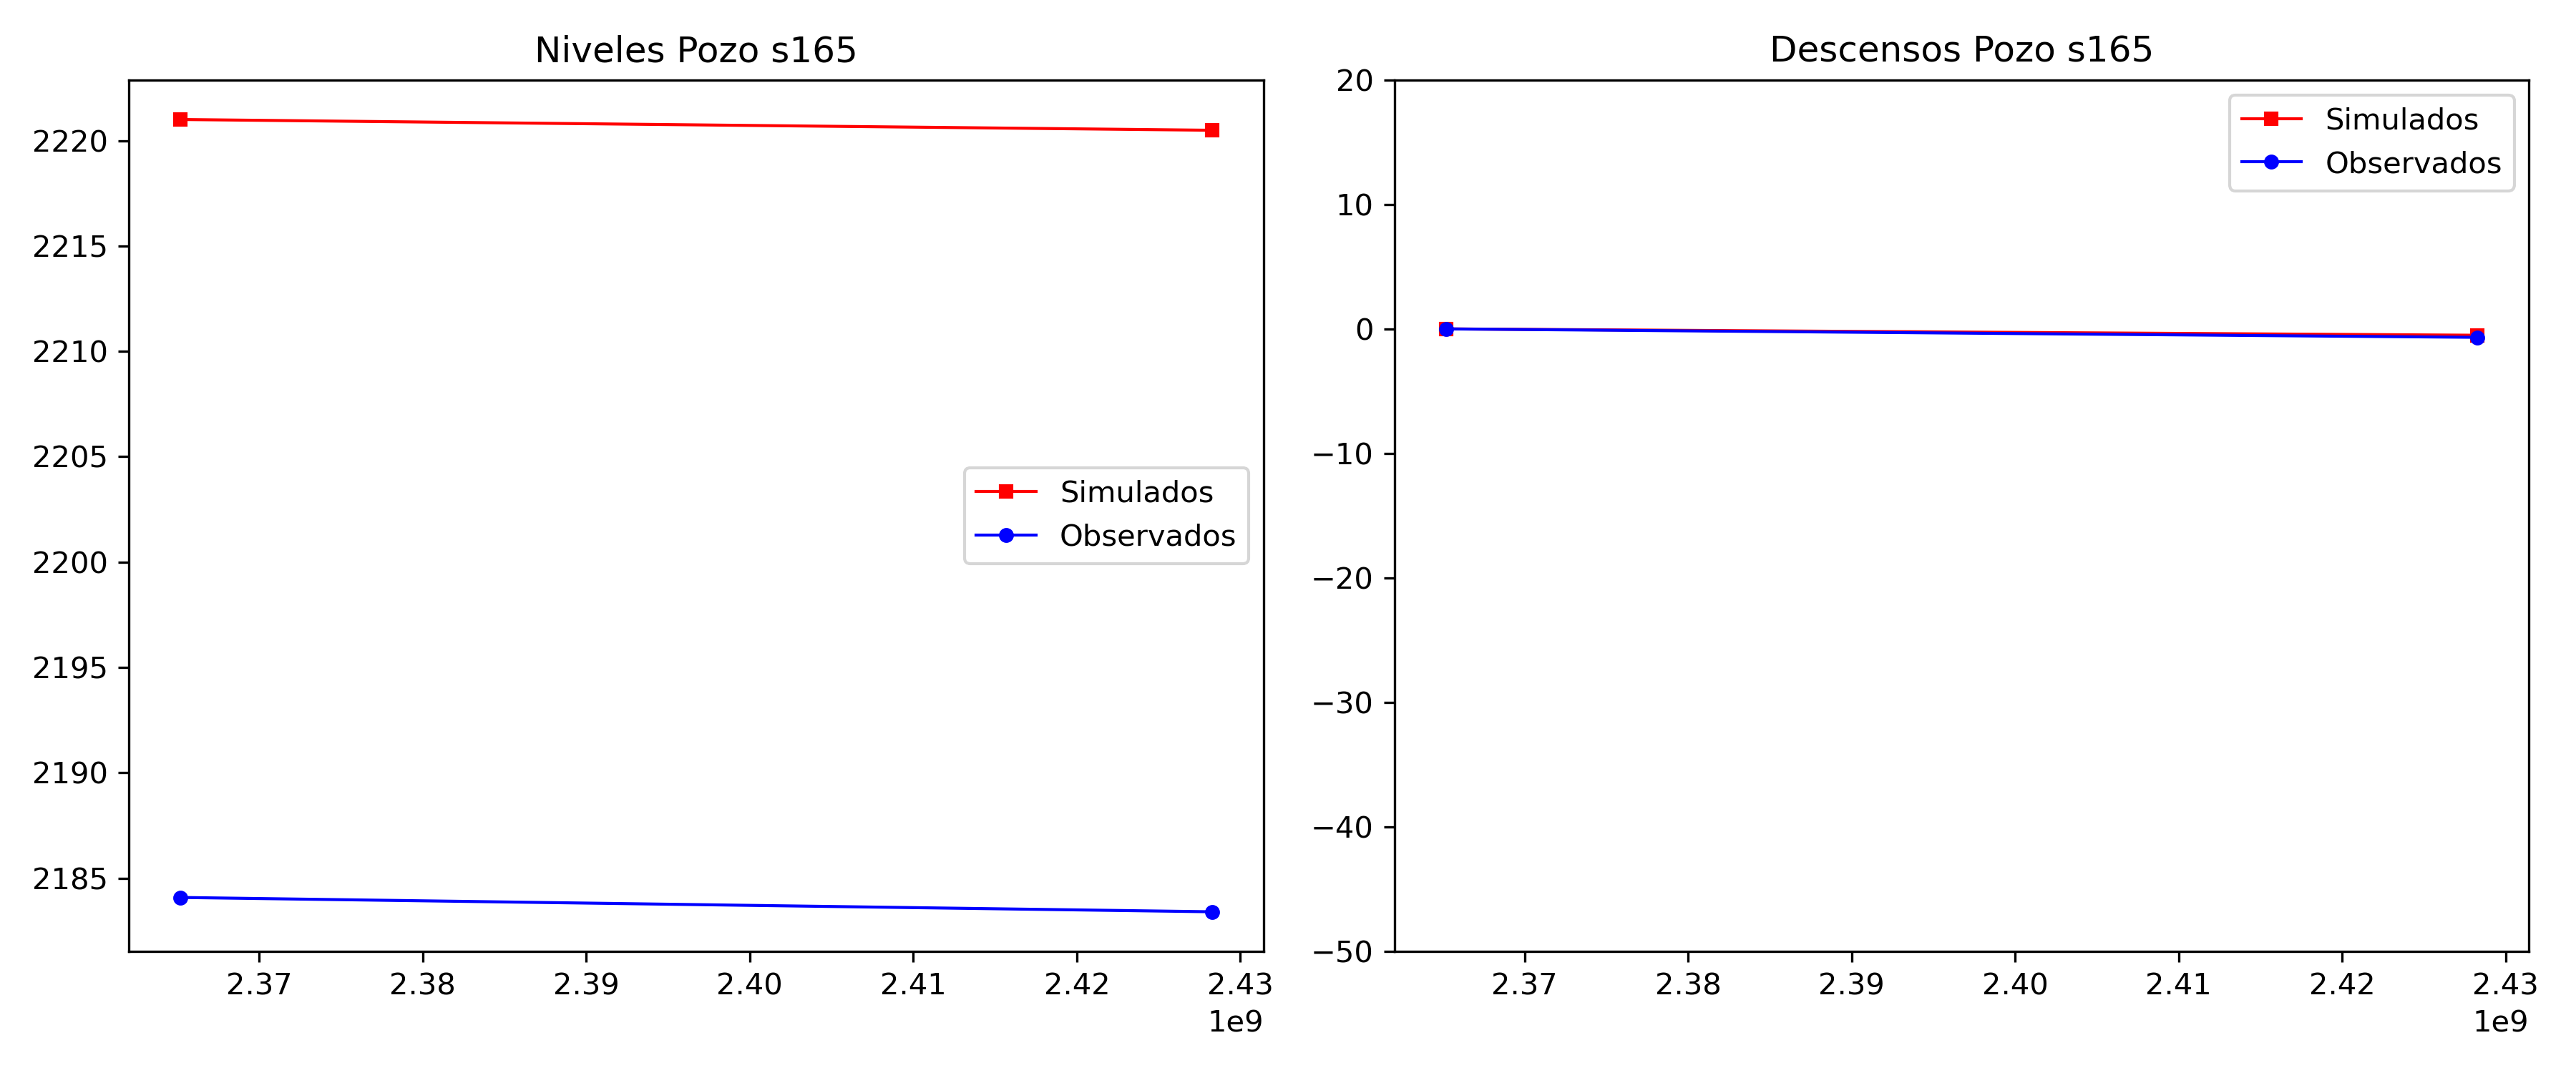 Niveles Pozo s165
2220
2215
2210
2205
2200
2195
2190
2185
Simulados
Observados
2.37 2.38 2.39 2.40 2.41 2.42 2.43
1e9
Descensos Pozo s165
20
10
0
−10
−20
−30
−40
−50
Simulados
Observados
2.37 2.38 2.39 2.40 2.41 2.42 2.43
1e9